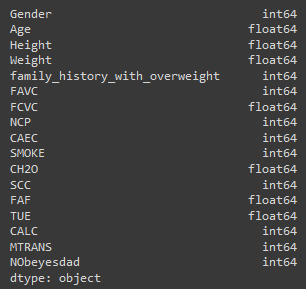 Gender int64
Age float64
Height float64
Weight float64
family_history_with_overweight int64
FAVC int64
FCVC float64
NCP int64
CAEC int64
SMOKE int64
CH2O float64
SCC int64
FAF float64
TUE float64
CALC int64
MTRANS int64
NObeyesdad int64
dtype: object